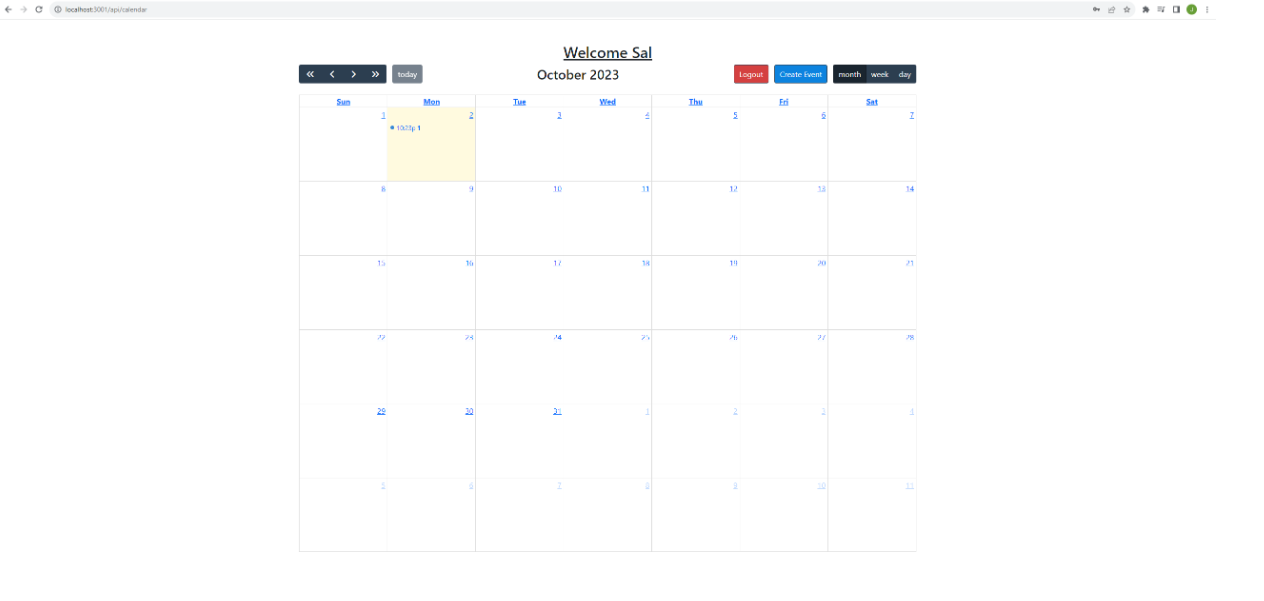 localhost:3001/api/calendar
Welcome Sal
today
October 2023
Logout Create Event month week day
Sun Mon Tue Wed Thu Fri Sat
1 2 3 4 5 6 7
10:23p 1
8 9 10 11 12 13 14
15 16 17 18 19 20 21
22 23 24 25 26 27 28
29 30 31 1 2 3 4
5 6 7 8 9 10 11